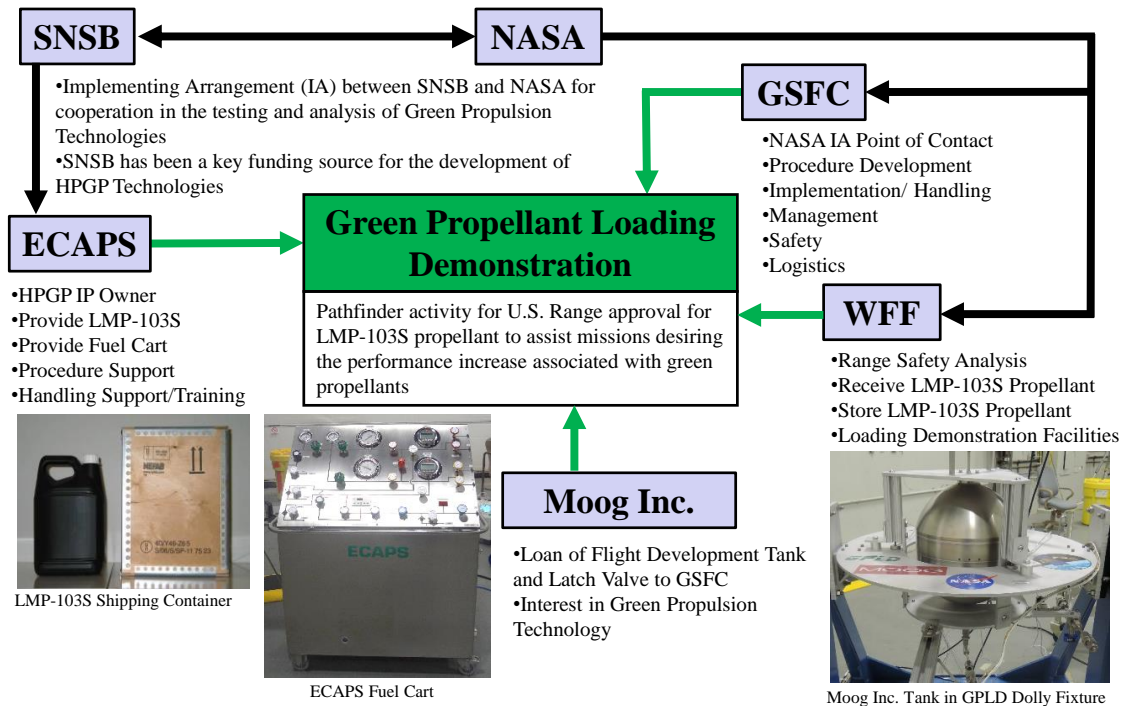 SNSB
NASA
•Implementing Arrangement (IA) between SNSB and NASA for
cooperation in the testing and analysis of Green Propulsion
Technologies
•SNSB has been a key funding source for the development of
HPGP Technologies
GSFC
•NASA IA Point of Contact
•Procedure Development
•Implementation/ Handling
•Management
•Safety
•Logistics
ECAPS
•HPGP IP Owner
•Provide LMP-103S
•Provide Fuel Cart
•Procedure Support
•Handling Support/Training
Green Propellant Loading
Demonstration
Pathfinder activity for U.S. Range approval for
LMP-103S propellant to assist missions desiring
the performance increase associated with green
propellants
WFF
•Range Safety Analysis
•Receive LMP-103S Propellant
•Store LMP-103S Propellant
•Loading Demonstration Facilities
Moog Inc.
•Loan of Flight Development Tank
and Latch Valve to GSFC
•Interest in Green Propulsion
Technology
NEFAB
LMP-103S Shipping Container
ECAPS
ECAPS Fuel Cart
GPLD
MOOG
NASA
Moog Inc. Tank in GPLD Dolly Fixture